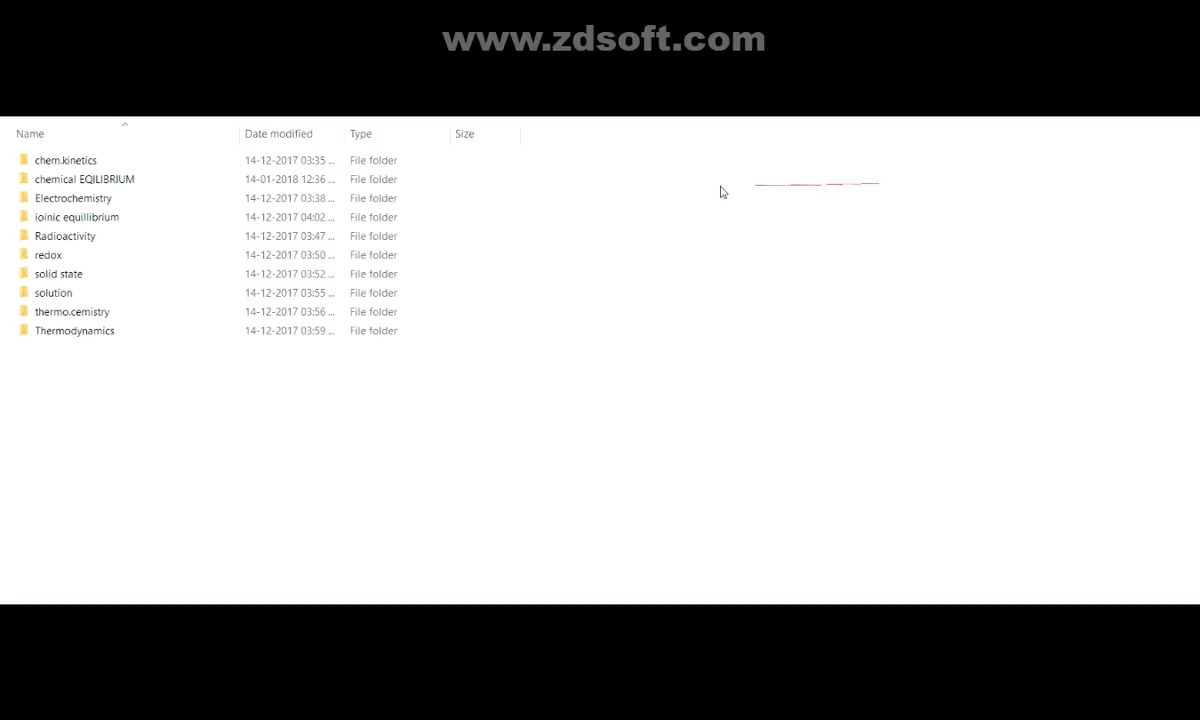 www.zdsoft.com
Name Date modified Type Size
chem.kinetics 14-12-2017 03:35 ... File folder
chemical EQILIBRIUM 14-01-2018 12:36 ... File folder
Electrochemistry 14-12-2017 03:38 ... File folder
ioinic equillibrium 14-12-2017 04:02 ... File folder
Radioactivity 14-12-2017 03:47 ... File folder
redox 14-12-2017 03:50 ... File folder
solid state 14-12-2017 03:52 ... File folder
solution 14-12-2017 03:55 ... File folder
thermo.cemistry 14-12-2017 03:56 ... File folder
Thermodynamics 14-12-2017 03:59 ... File folder